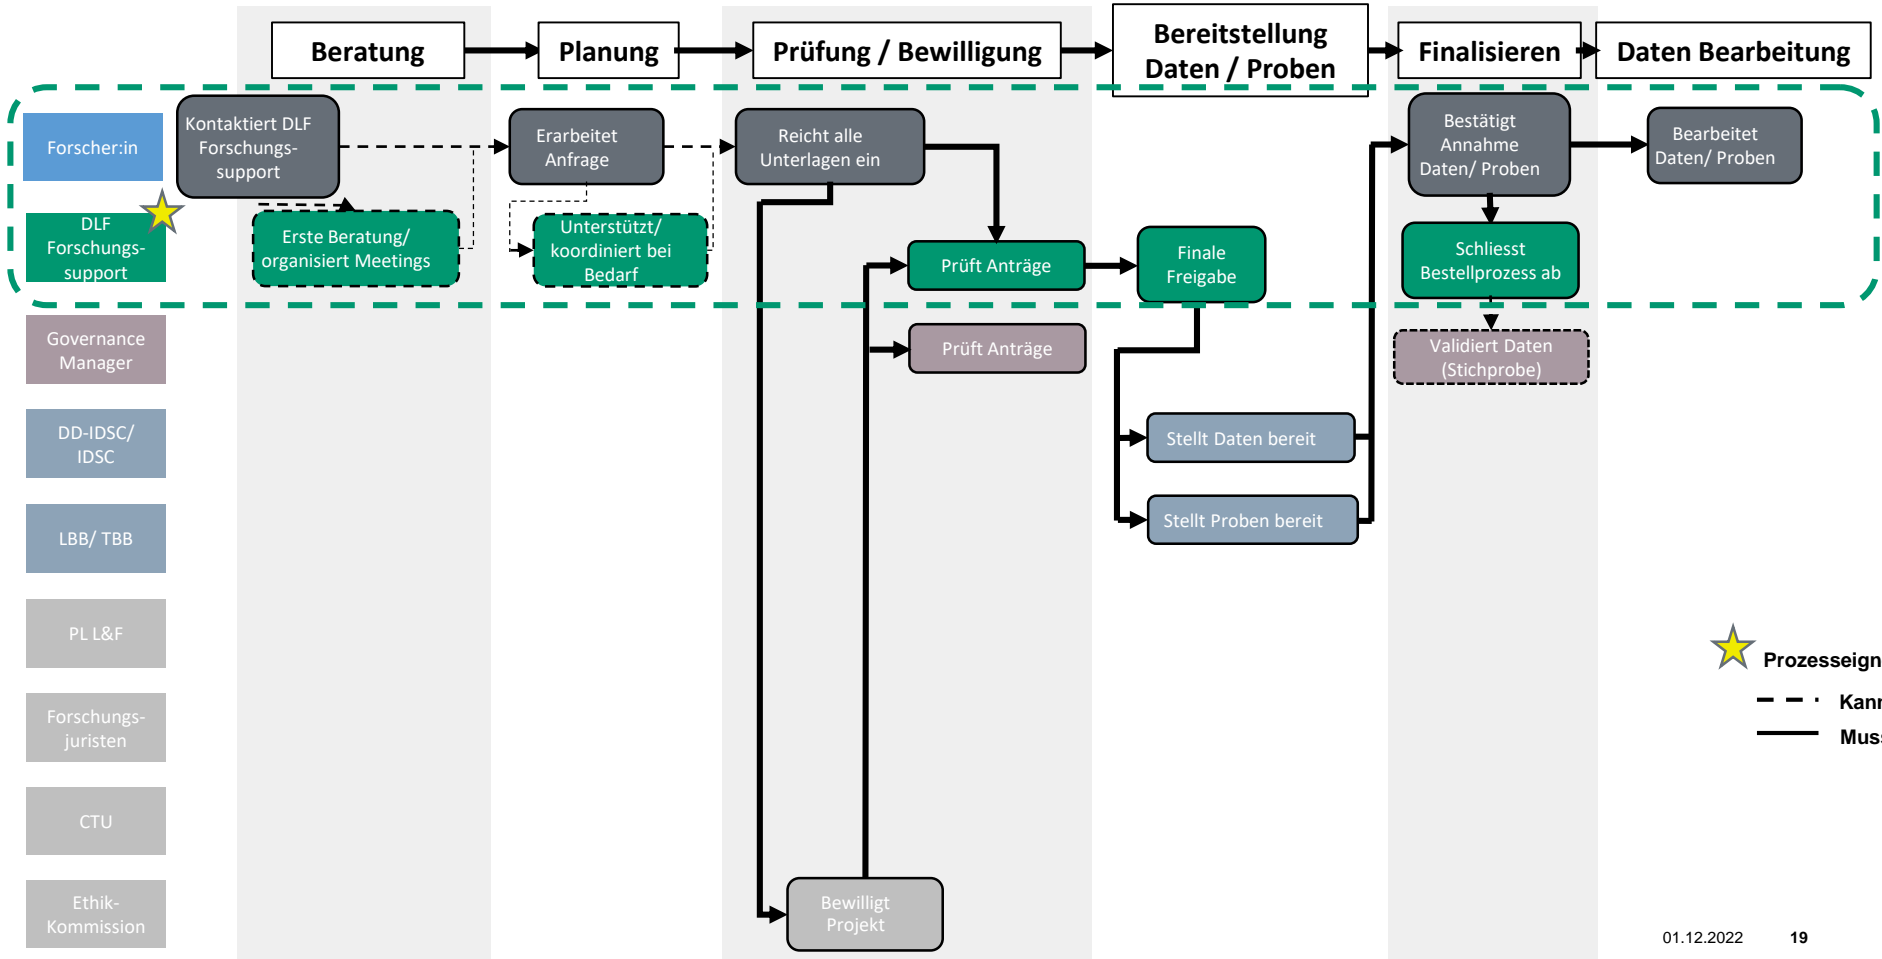 Beratung
Planung
Prüfung / Bewilligung
Bereitstellung
Daten / Proben
Finalisieren
Daten Bearbeitung
Forscher:in
Kontaktiert DLF
Forschungs-
support
Erarbeitet
Anfrage
Reicht alle
Unterlagen ein
Bestätigt
Annahme
Daten/ Proben
Bearbeitet
Daten/ Proben
DLF
Forschungs-
support
Erste Beratung/
organisiert Meetings
Unterstützt/
koordiniert bei
Bedarf
Prüft Anträge
Finale
Freigabe
Schliesst
Bestellprozess ab
Governance
Manager
Prüft Anträge
Validiert Daten
(Stichprobe)
DD-IDSC/
IDSC
Stellt Daten bereit
LBB/ TBB
Stellt Proben bereit
PL L&F
Forschungs-
juristen
CTU
Ethik-
Kommission
Bewilligt
Projekt
Prozesseign
Kann
Muss
01.12.2022 19